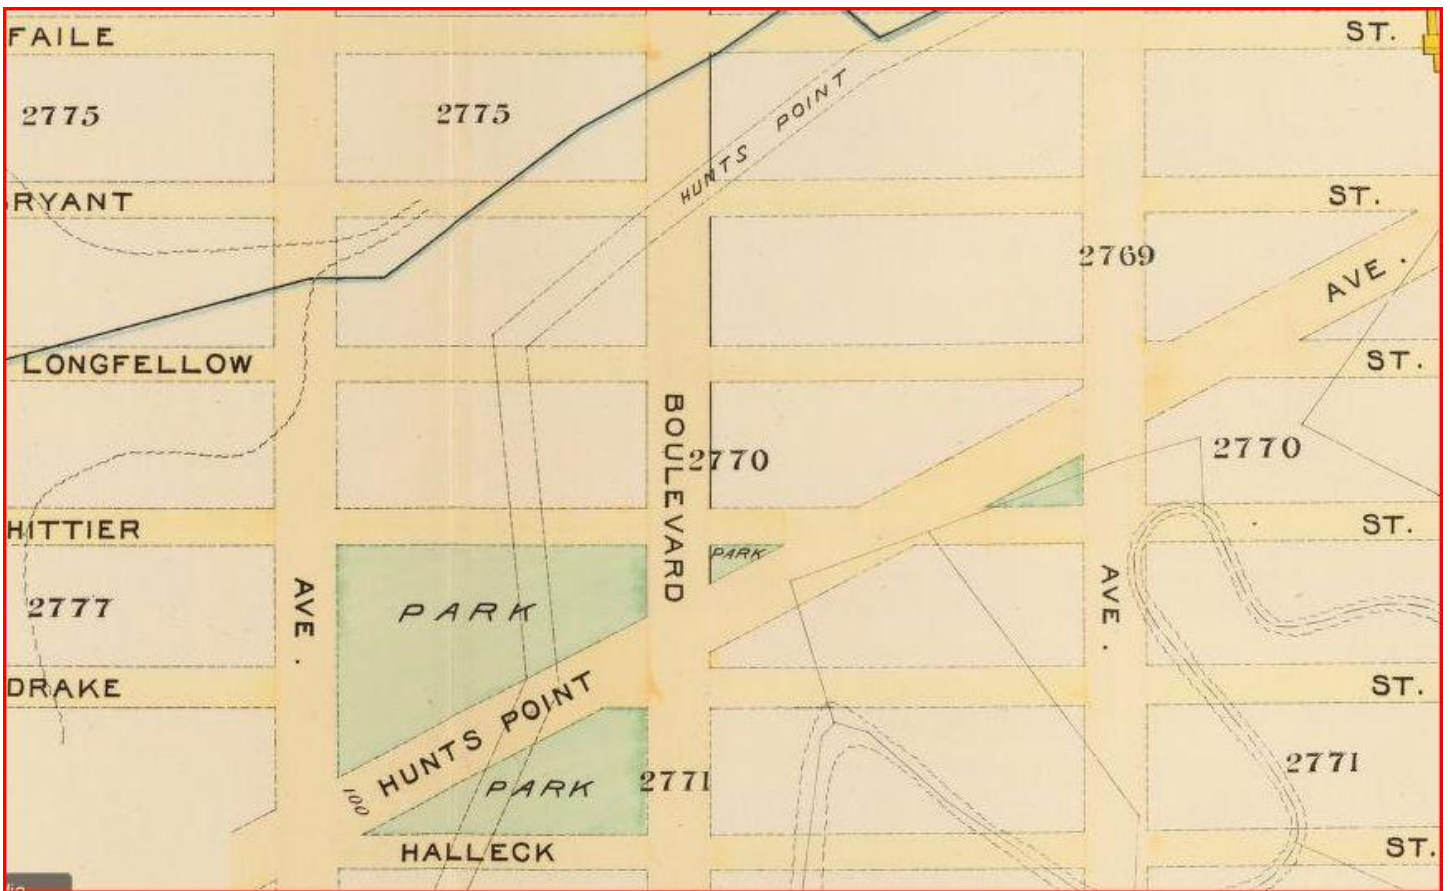 FAILE ST.
2775 2775
HUNTS POINT
RYANT ST.
2769
AVE.
LONGFELLOW ST.
BOULEVARD
2770 2770
HITTIER ST.
PARK
AVE. PARK AVE.
2777
DRAKE ST.
HUNTS POINT
2771 2771
100 PARK
HALLECK ST.